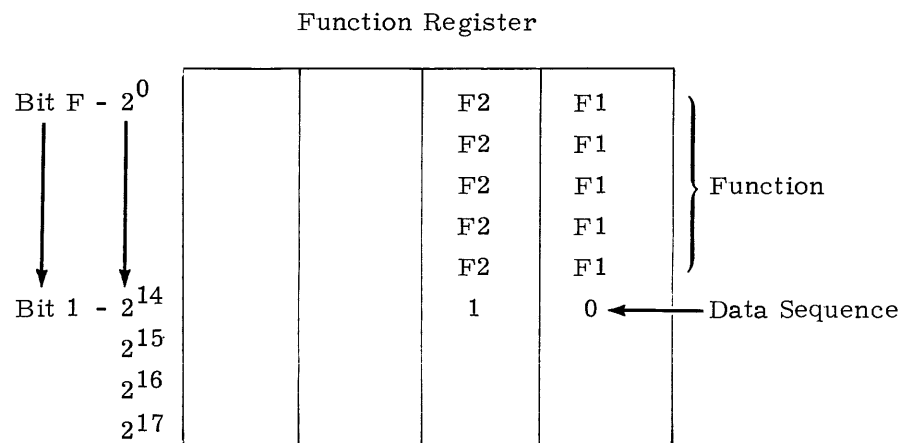 Function Register
Bit F - 2^0 F2 F1
F2 F1
F2 F1 Function
F2 F1
F2 F1
Bit 1 - 2^14 1 0 Data Sequence
2^15
2^16
2^17